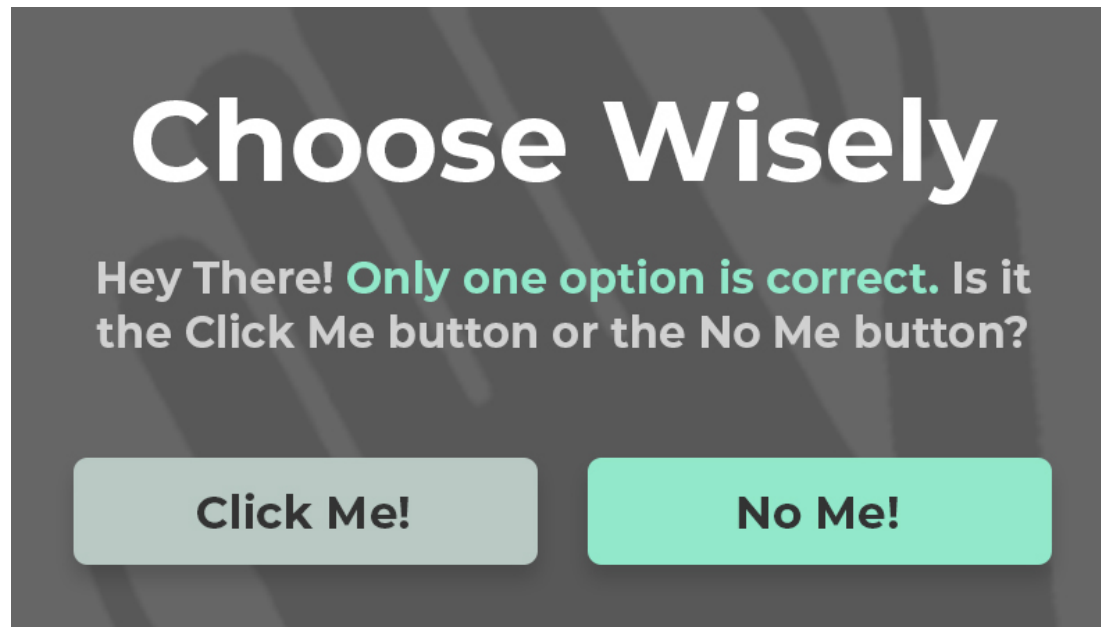 Choose Wisely
Hey There! Only one option is correct. Is it
the Click Me button or the No Me button?
Click Me!
No Me!